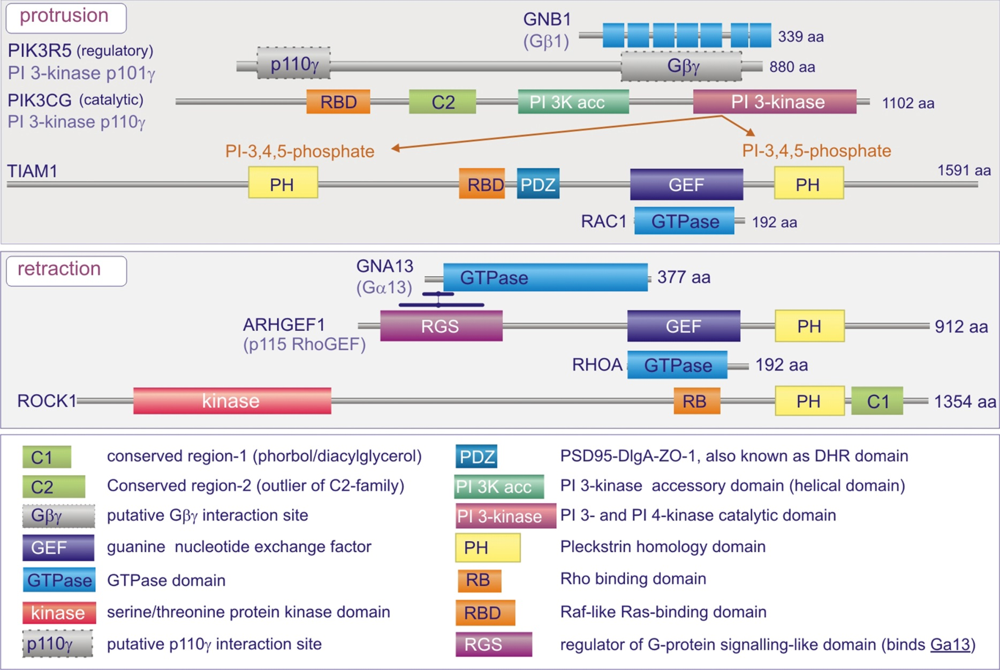 protrusion
GNB1
(Gβ1)
339 aa
PIK3R5 (regulatory)
PI 3-kinase p101γ
p110γ
Gβγ
880 aa
PIK3CG (catalytic)
PI 3-kinase p110γ
RBD
C2
PI 3K acc
PI 3-kinase
1102 aa
PI-3,4,5-phosphate
PI-3,4,5-phosphate
TIAM1
PH
RBD
PDZ
GEF
PH
1591 aa
RAC1
GTPase
192 aa
retraction
GNA13
(Gα13)
GTPase
377 aa
ARHGEF1
(p115 RhoGEF)
RGS
GEF
PH
912 aa
RHOA
GTPase
192 aa
ROCK1
kinase
RB
PH
C1
1354 aa
C1 conserved region-1 (phorbol/diacylglycerol)
C2 Conserved region-2 (outlier of C2-family)
Gβγ putative Gβγ interaction site
GEF guanine nucleotide exchange factor
GTPase GTPase domain
kinase serine/threonine protein kinase domain
p110γ putative p110γ interaction site
PDZ PSD95-DlgA-ZO-1, also known as DHR domain
PI 3K acc PI 3-kinase accessory domain (helical domain)
PI 3-kinase PI 3- and PI 4-kinase catalytic domain
PH Pleckstrin homology domain
RB Rho binding domain
RBD Raf-like Ras-binding domain
RGS regulator of G-protein signalling-like domain (binds Ga13)